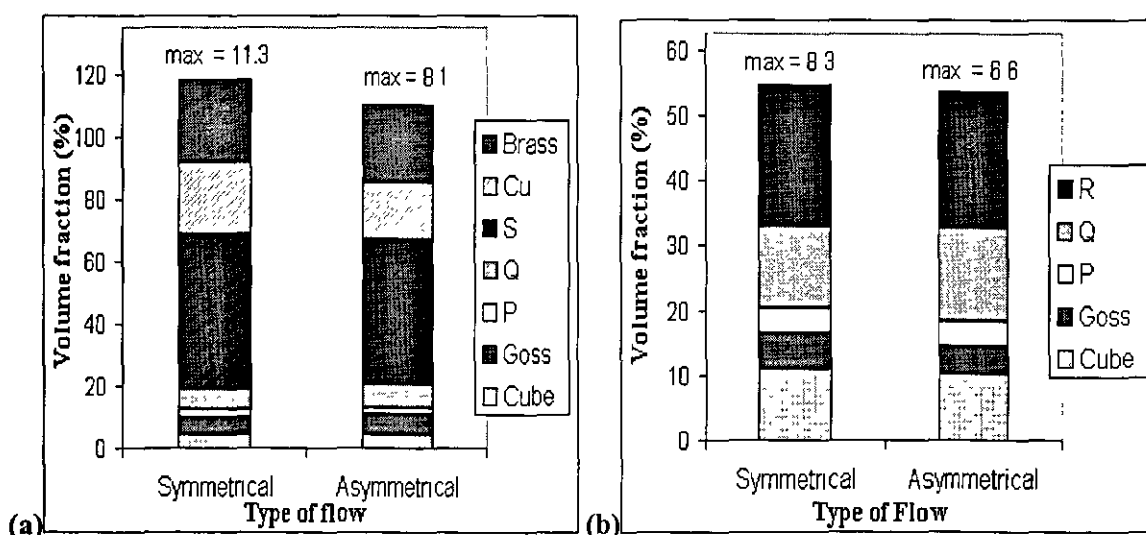 max = 11.3
max = 8 1
120
100
80
60
40
20
0
Volume fraction (%)
Symmetrical Asymmetrical
Type of flow
Brass
Cu
S
Q
P
Goss
Cube
(a)
max = 8 3
max = 6 6
60
50
40
30
20
10
0
Volume fraction (%)
Symmetrical Asymmetrical
Type of Flow
R
Q
P
Goss
Cube
(b)